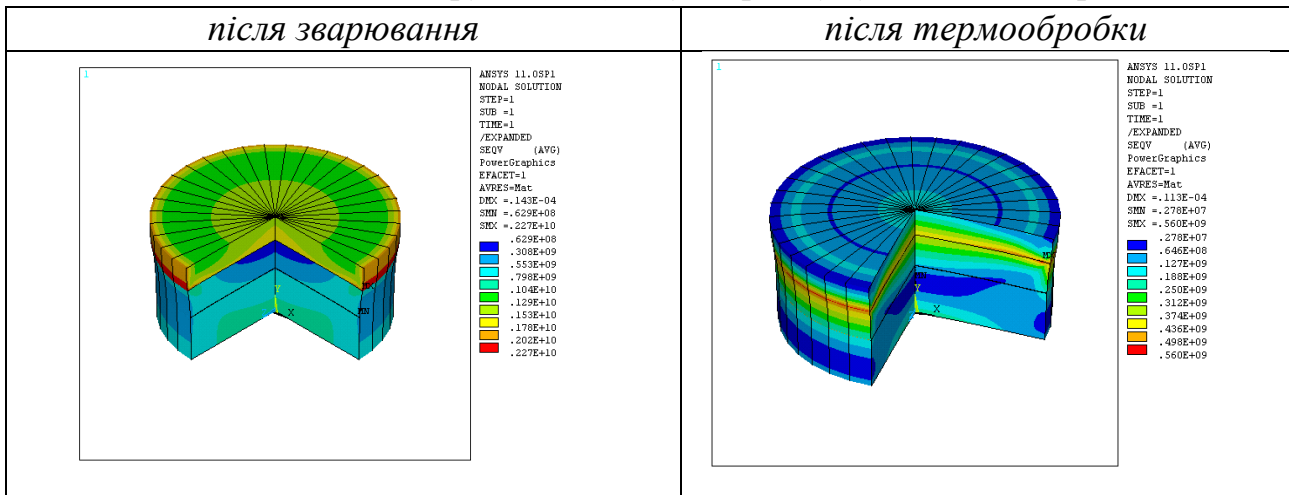 після зварювання
після термообробки
1
ANSYS 11.0SP1
NODAL SOLUTION
STEP=1
SUB =1
TIME=1
/EXPANDED
SEQV (AVG)
PowerGraphics
EFACET=1
AVRES=Mat
DMX =.143E-04
SMN =.629E+08
SMX =.227E+10
.629E+08
.308E+09
.553E+09
.798E+09
.104E+10
.129E+10
.153E+10
.178E+10
.202E+10
.227E+10
MN
Y
X
1
ANSYS 11.0SP1
NODAL SOLUTION
STEP=1
SUB =1
TIME=1
/EXPANDED
SEQV (AVG)
PowerGraphics
EFACET=1
AVRES=Mat
DMX =.113E-04
SMN =.278E+07
SMX =.560E+09
.278E+07
.646E+08
.127E+09
.188E+09
.250E+09
.312E+09
.374E+09
.436E+09
.498E+09
.560E+09
MN
Y
X